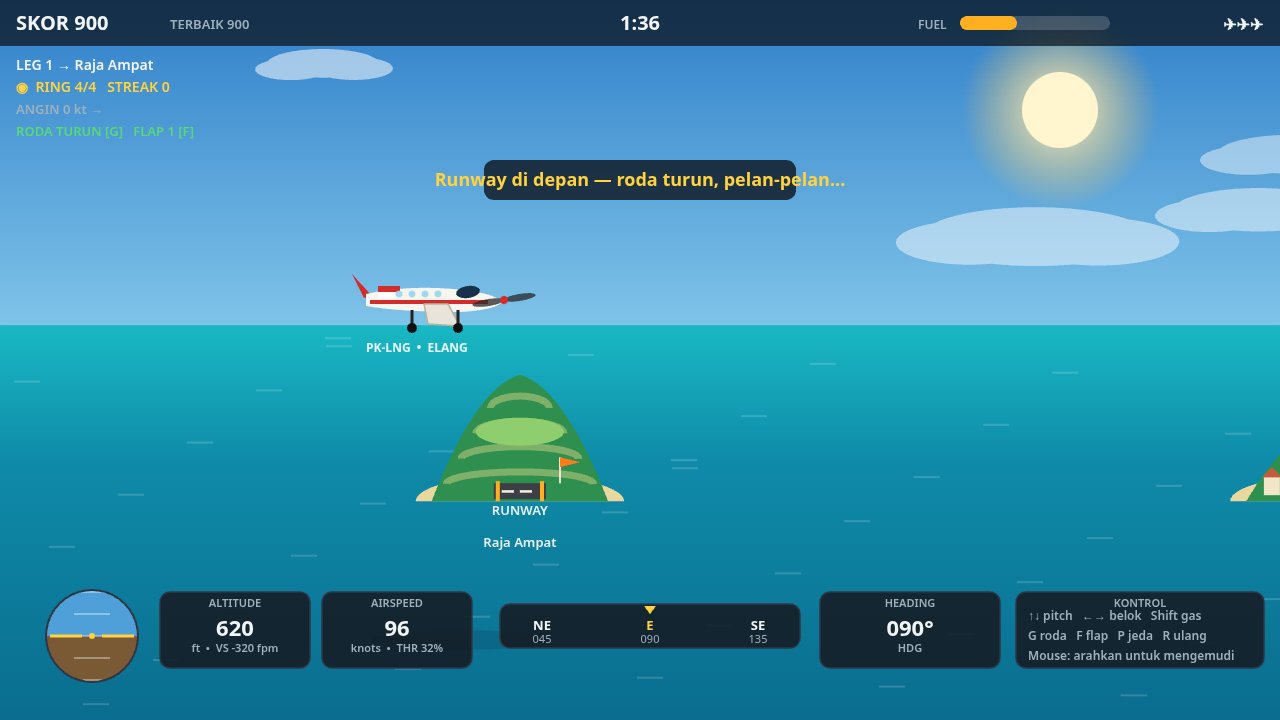 SKOR 900
TERBAIK 900
1:36
FUEL
✈✈✈
LEG 1 → Raja Ampat
◉ RING 4/4 STREAK 0
ANGIN 0 kt →
RODA TURUN [G] FLAP 1 [F]
Runway di depan — roda turun, pelan-pelan...
PK-LNG • ELANG
RUNWAY
Raja Ampat
ALTITUDE
620
ft • VS -320 fpm
AIRSPEED
96
knots • THR 32%
NE E SE
045 090 135
HEADING
090°
HDG
KONTROL
↑↓ pitch ←→ belok Shift gas
G roda F flap P jeda R ulang
Mouse: arahkan untuk mengemudi